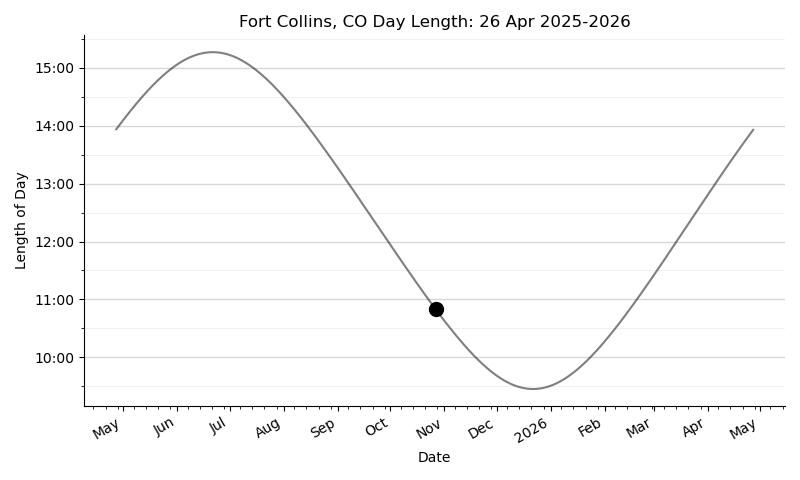 Fort Collins, CO Day Length: 26 Apr 2025-2026
15:00
14:00
13:00
12:00
11:00
10:00
Length of Day
May
Jun
Jul
Aug
Sep
Oct
Nov
Dec
2026
Feb
Mar
Apr
May
Date